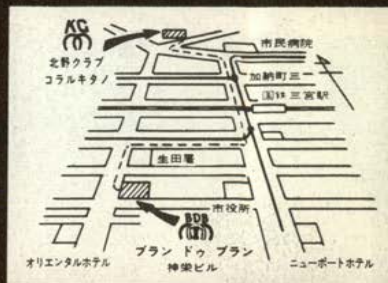 KC
北野クラブ
コラルキタノ
市民病院
加納町三一
国鉄三宮駅
生田署
市役所
BDB
ブラン ドゥ ブラン
神栄ビル
オリエンタルホテル
ニューポートホテル